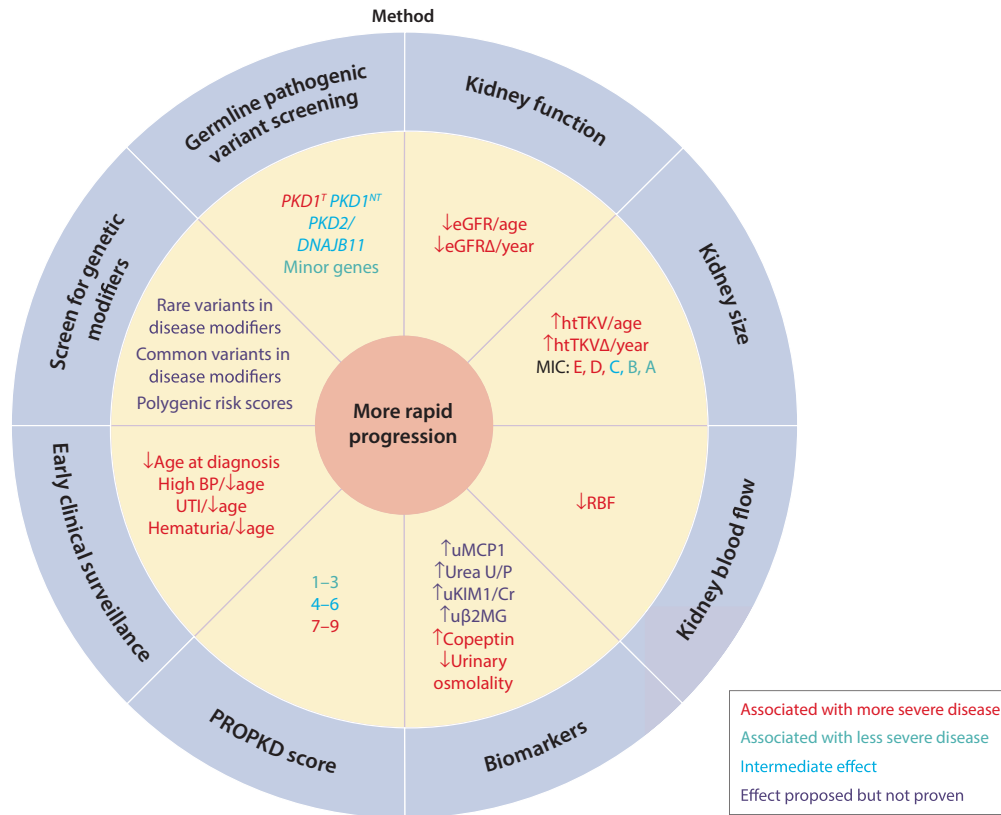 Method
Germline pathogenic
variant screening
PKD1ᵀ PKD1ᴺᵀ
PKD2/
DNAJB11
Minor genes
Kidney function
↓eGFR/age
↓eGFRΔ/year
Kidney size
↑htTKV/age
↑htTKVΔ/year
MIC: E, D, C, B, A
Kidney blood flow
↓RBF
Biomarkers
↑uMCP1
↑Urea U/P
↑uKIM1/Cr
↑uβ2MG
↑Copeptin
↓Urinary
osmolality
PROPKD score
1–3
4–6
7–9
Early clinical surveillance
↓Age at diagnosis
High BP/↓age
UTI/↓age
Hematuria/↓age
Screen for genetic
modifiers
Rare variants in
disease modifiers
Common variants in
disease modifiers
Polygenic risk scores
More rapid
progression
Associated with more severe disease
Associated with less severe disease
Intermediate effect
Effect proposed but not proven